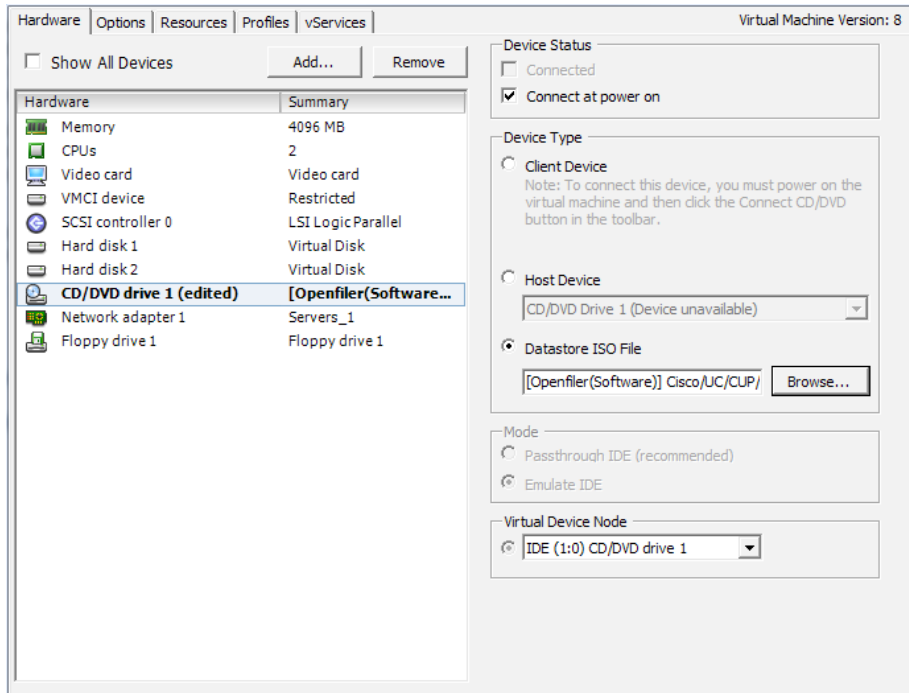 Hardware Options Resources Profiles vServices Virtual Machine Version: 8
Show All Devices Add... Remove
Hardware Summary
Memory 4096 MB
CPUs 2
Video card Video card
VMCI device Restricted
SCSI controller 0 LSI Logic Parallel
Hard disk 1 Virtual Disk
Hard disk 2 Virtual Disk
CD/DVD drive 1 (edited) [Openfiler(Software...
Network adapter 1 Servers_1
Floppy drive 1 Floppy drive 1
Device Status
Connected
Connect at power on
Device Type
Client Device
Note: To connect this device, you must power on the
virtual machine and then click the Connect CD/DVD
button in the toolbar.
Host Device
CD/DVD Drive 1 (Device unavailable)
Datastore ISO File
[Openfiler(Software)] Cisco/UC/CUP/ Browse...
Mode
Passthrough IDE (recommended)
Emulate IDE
Virtual Device Node
IDE (1:0) CD/DVD drive 1